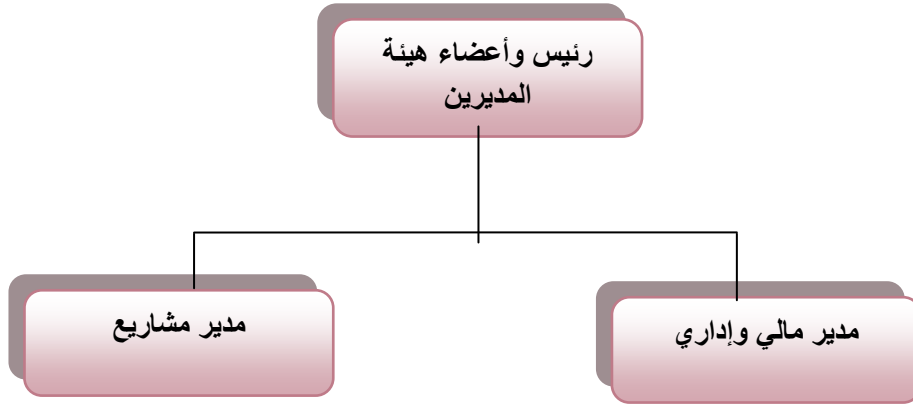 رئيس وأعضاء هيئة
المديرين
مدير مالي وإداري
مدير مشاريع